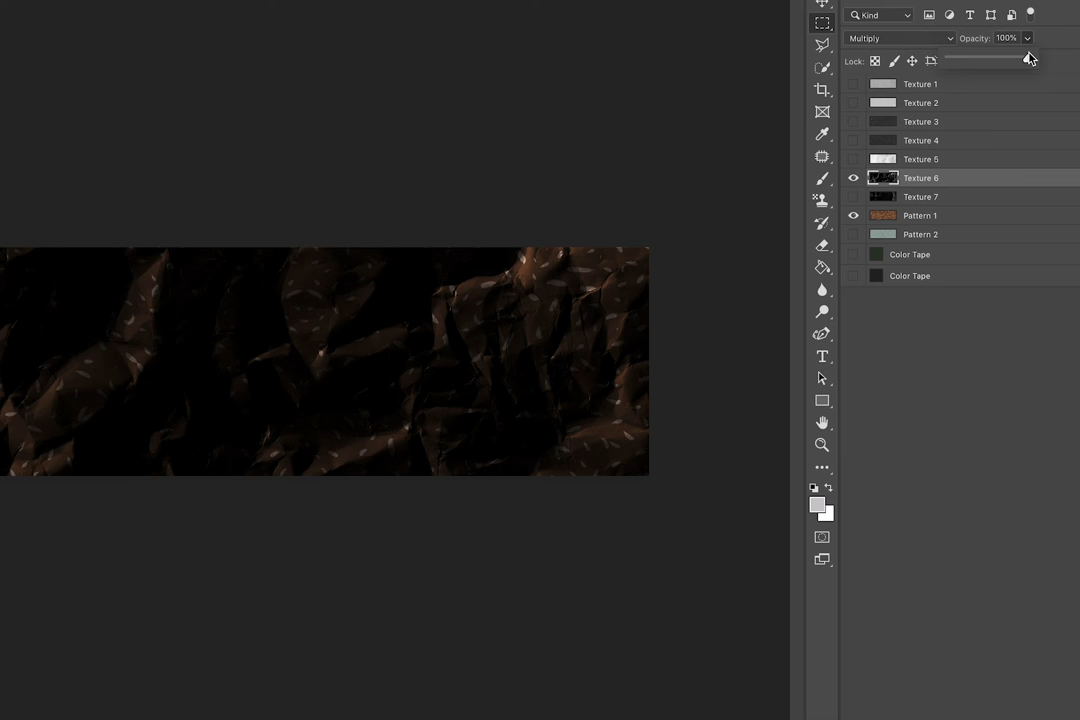 Kind
Multiply Opacity: 100%
Lock:
Texture 1
Texture 2
Texture 3
Texture 4
Texture 5
Texture 6
Texture 7
Pattern 1
Pattern 2
Color Tape
Color Tape